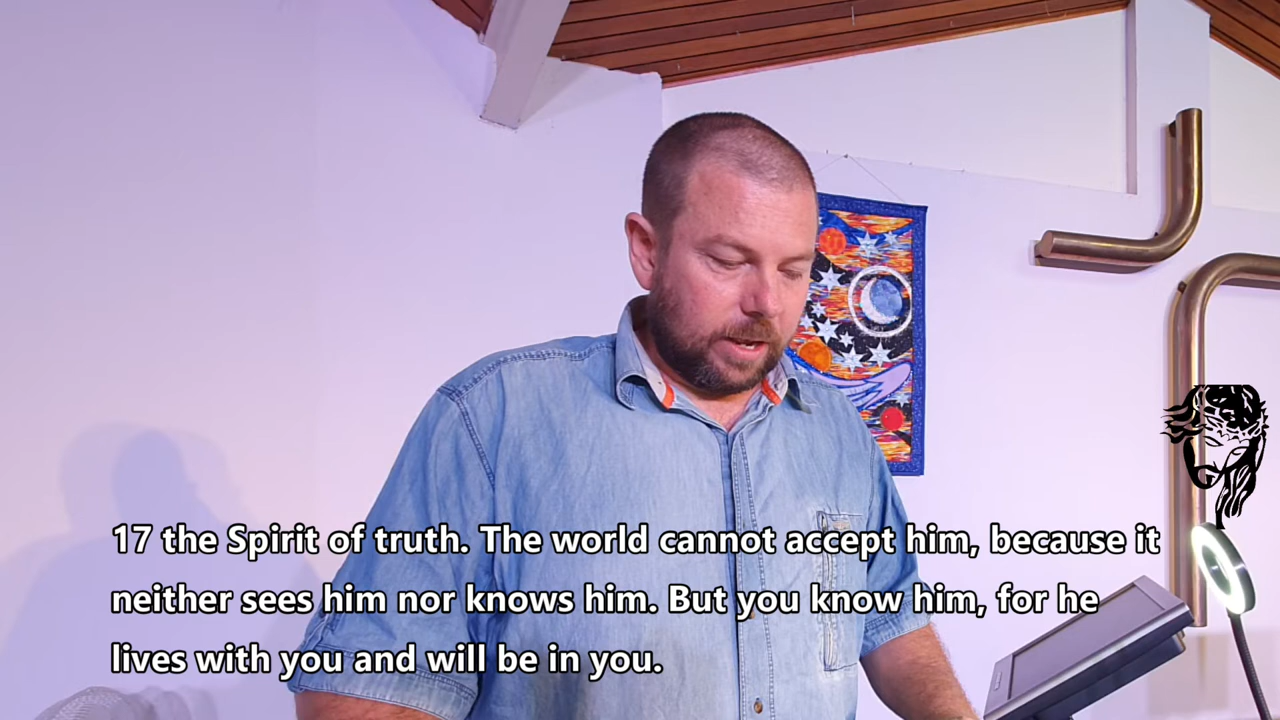 17 the Spirit of truth. The world cannot accept him, because it
neither sees him nor knows him. But you know him, for he
lives with you and will be in you.